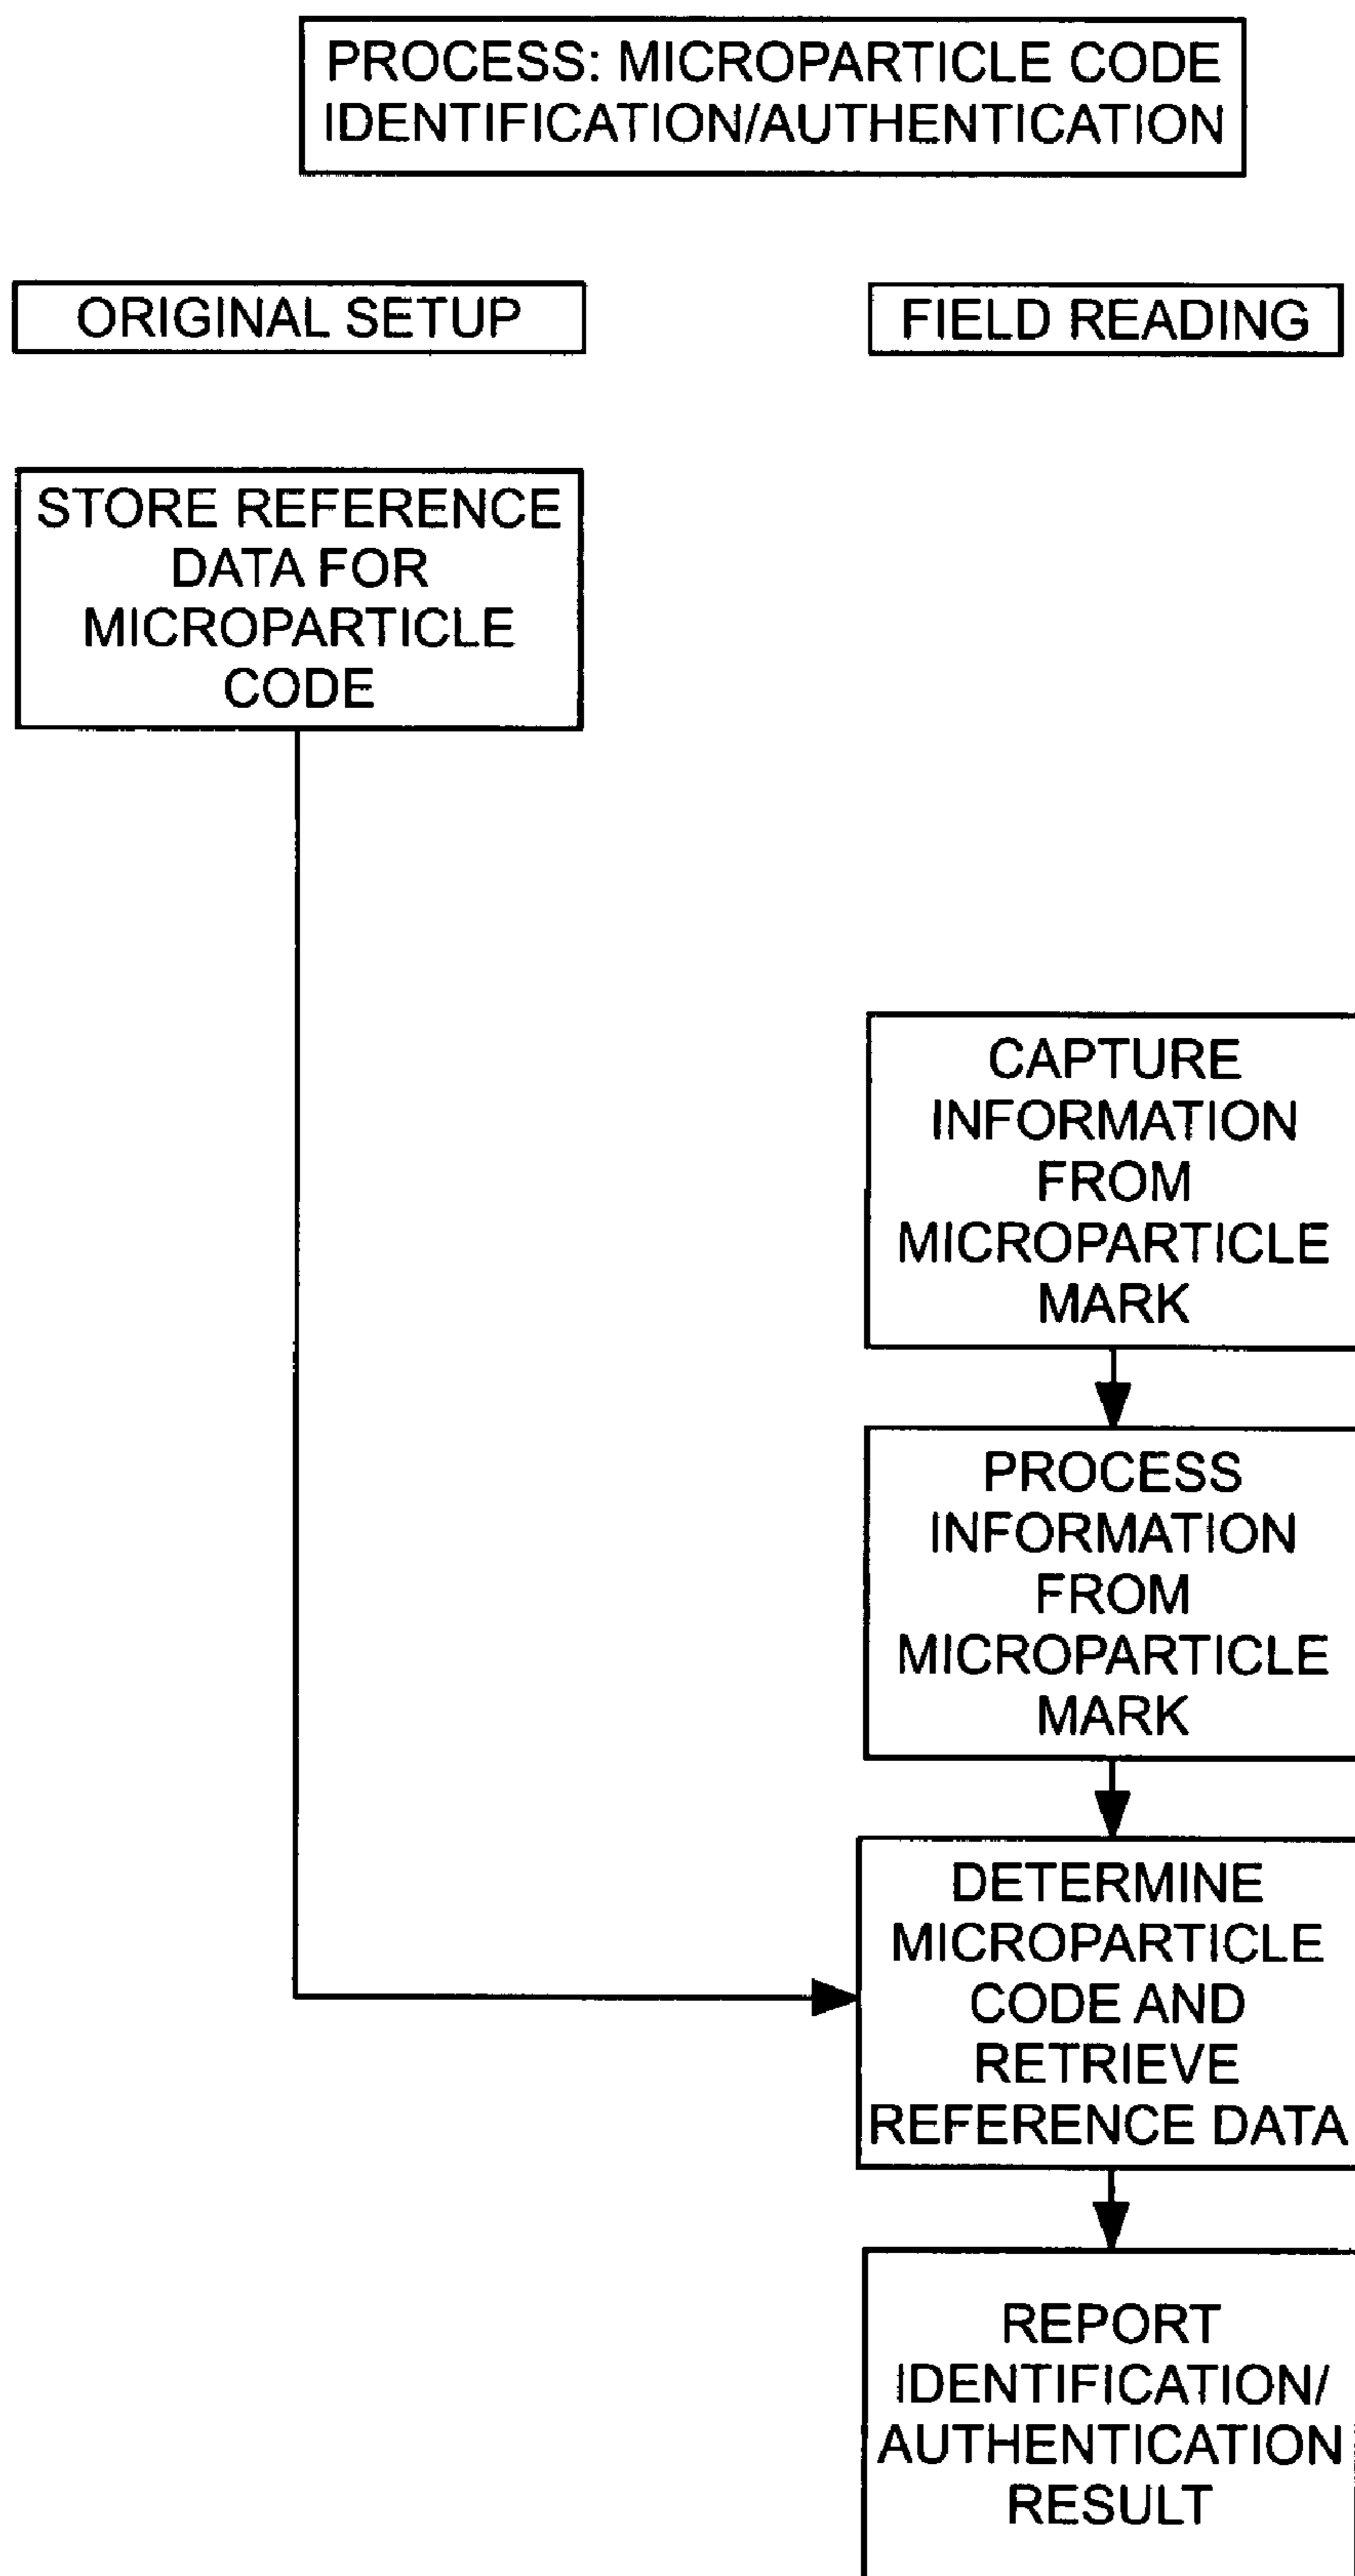 PROCESS: MICROPARTICLE CODE
IDENTIFICATION/AUTHENTICATION
ORIGINAL SETUP
FIELD READING
STORE REFERENCE
DATA FOR
MICROPARTICLE
CODE
CAPTURE
INFORMATION
FROM
MICROPARTICLE
MARK
PROCESS
INFORMATION
FROM
MICROPARTICLE
MARK
DETERMINE
MICROPARTICLE
CODE AND
RETRIEVE
REFERENCE DATA
REPORT
IDENTIFICATION/
AUTHENTICATION
RESULT